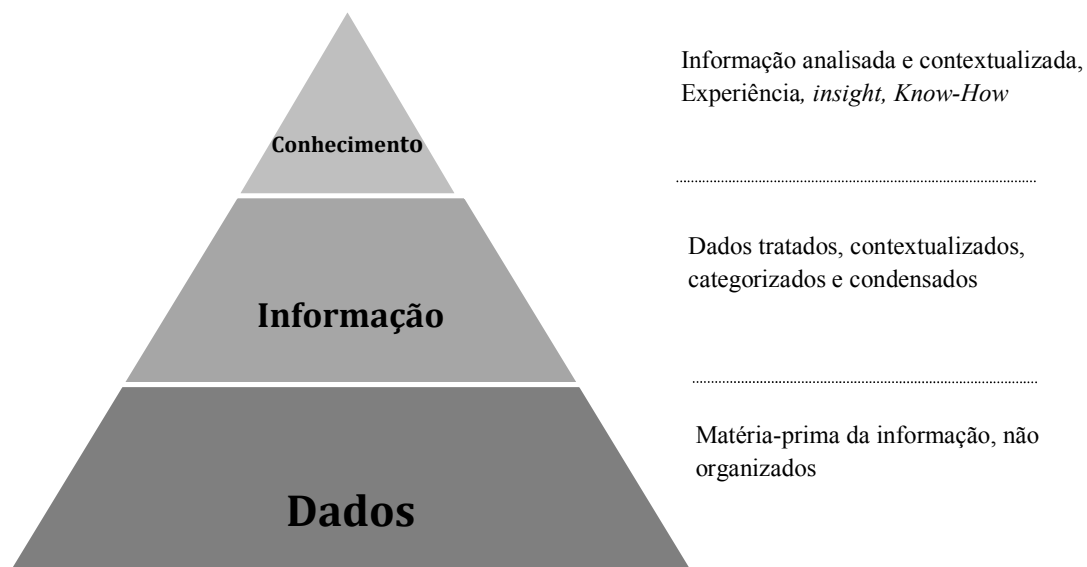 Informação analisada e contextualizada,
Experiência, insight, Know-How
Conhecimento
Dados tratados, contextualizados,
categorizados e condensados
Informação
Matéria-prima da informação, não
organizados
Dados